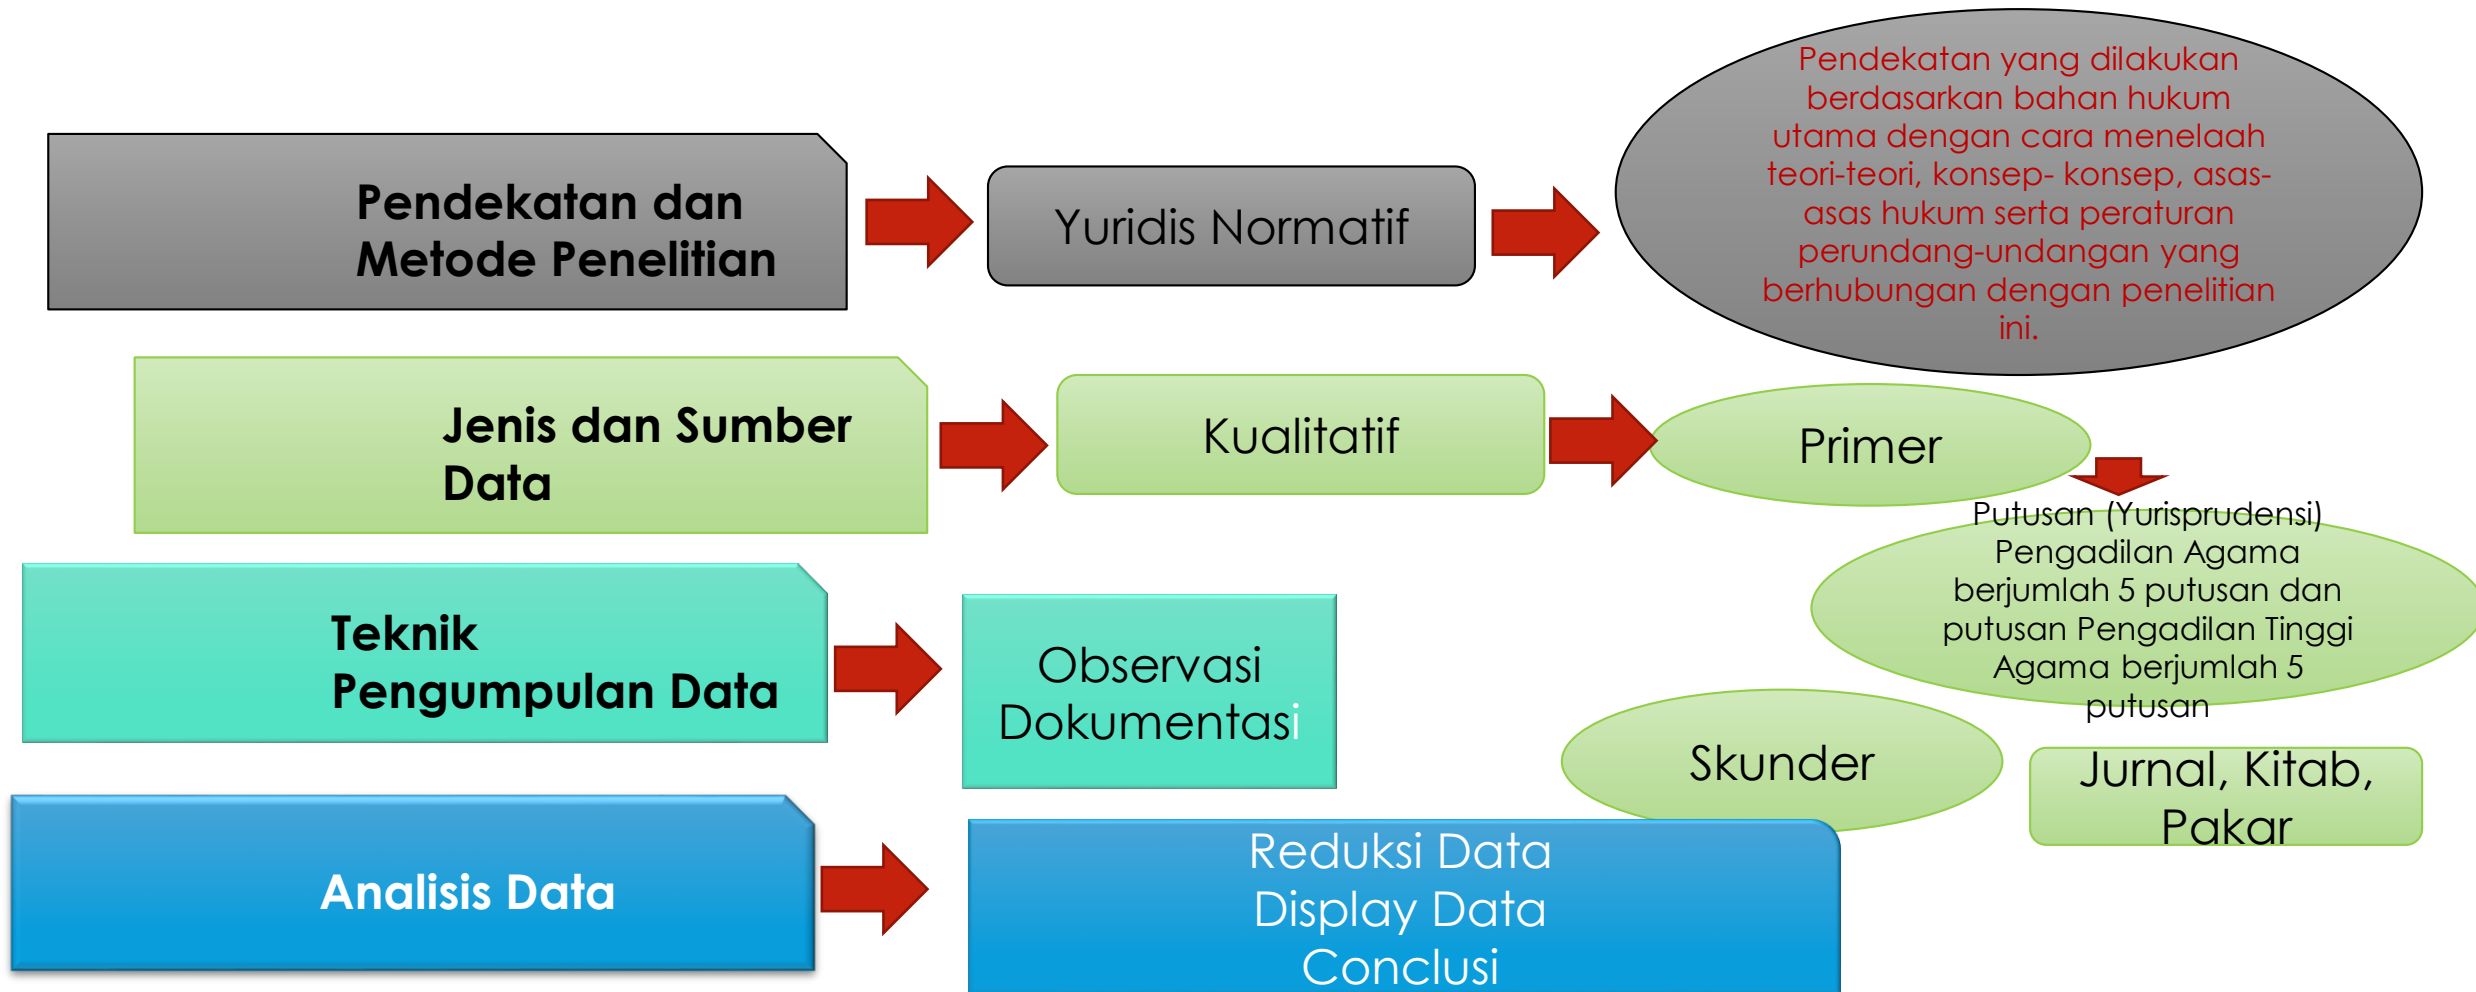 Pendekatan dan
Metode Penelitian
Yuridis Normatif
Pendekatan yang dilakukan
berdasarkan bahan hukum
utama dengan cara menelaah
teori-teori, konsep- konsep, asas-
asas hukum serta peraturan
perundang-undangan yang
berhubungan dengan penelitian
ini.
Jenis dan Sumber
Data
Kualitatif
Primer
Putusan (Yurisprudensi)
Pengadilan Agama
berjumlah 5 putusan dan
putusan Pengadilan Tinggi
Agama berjumlah 5
putusan
Skunder
Jurnal, Kitab,
Pakar
Teknik
Pengumpulan Data
Observasi
Dokumentasi
Analisis Data
Reduksi Data
Display Data
Conclusi